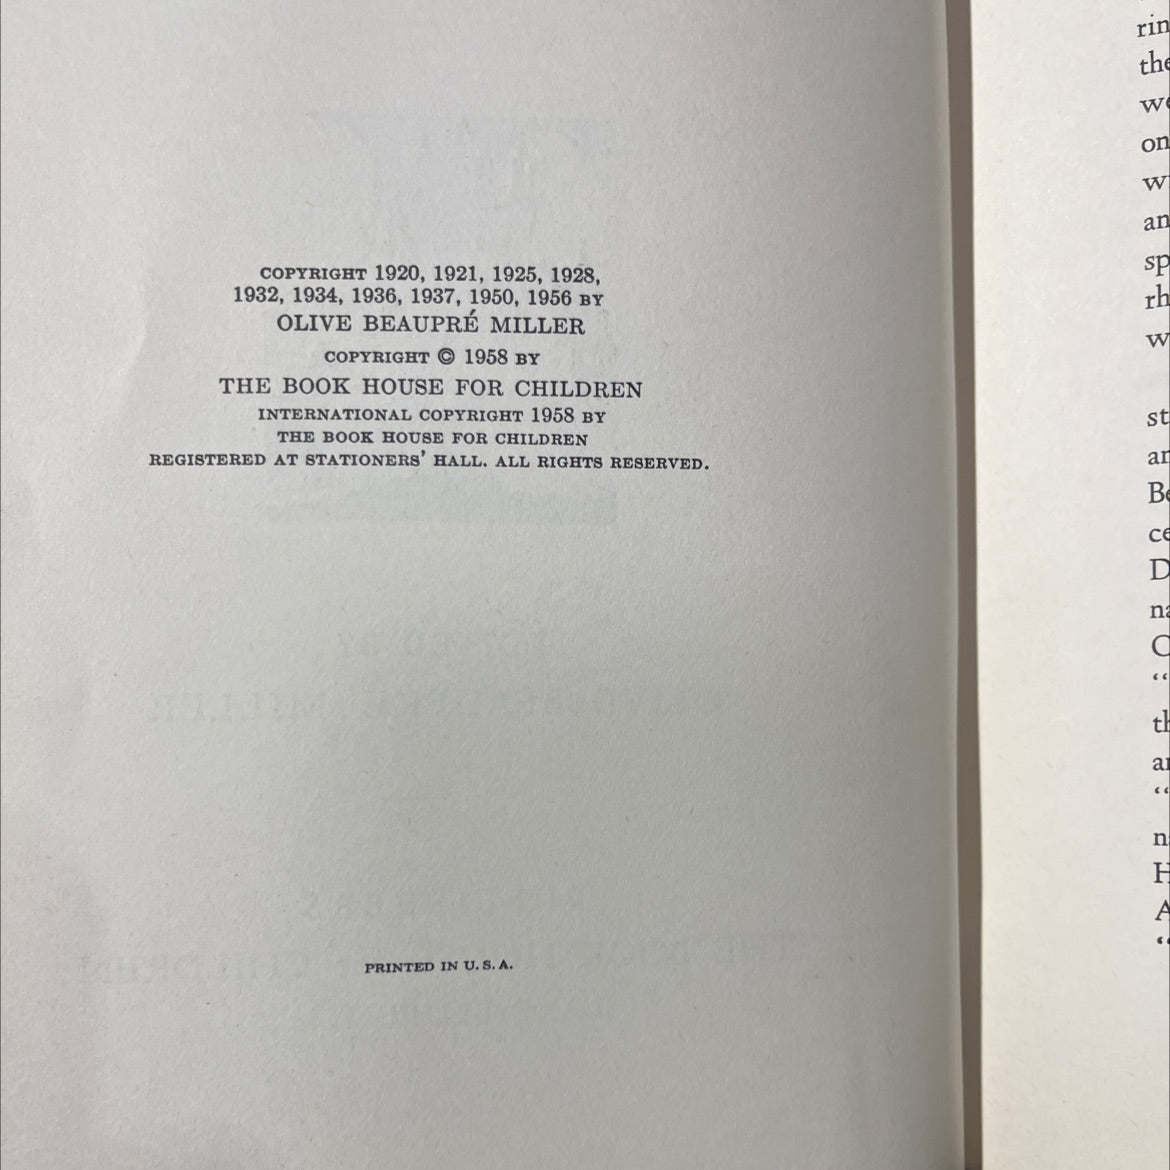 COPYRIGHT 1920, 1921, 1925, 1928,
1932, 1934, 1936, 1937, 1950, 1956 BY
OLIVE BEAUPRÉ MILLER
COPYRIGHT © 1958 BY
THE BOOK HOUSE FOR CHILDREN
INTERNATIONAL COPYRIGHT 1958 BY
THE BOOK HOUSE FOR CHILDREN
REGISTERED AT STATIONERS' HALL. ALL RIGHTS RESERVED.
PRINTED IN U. S. A.